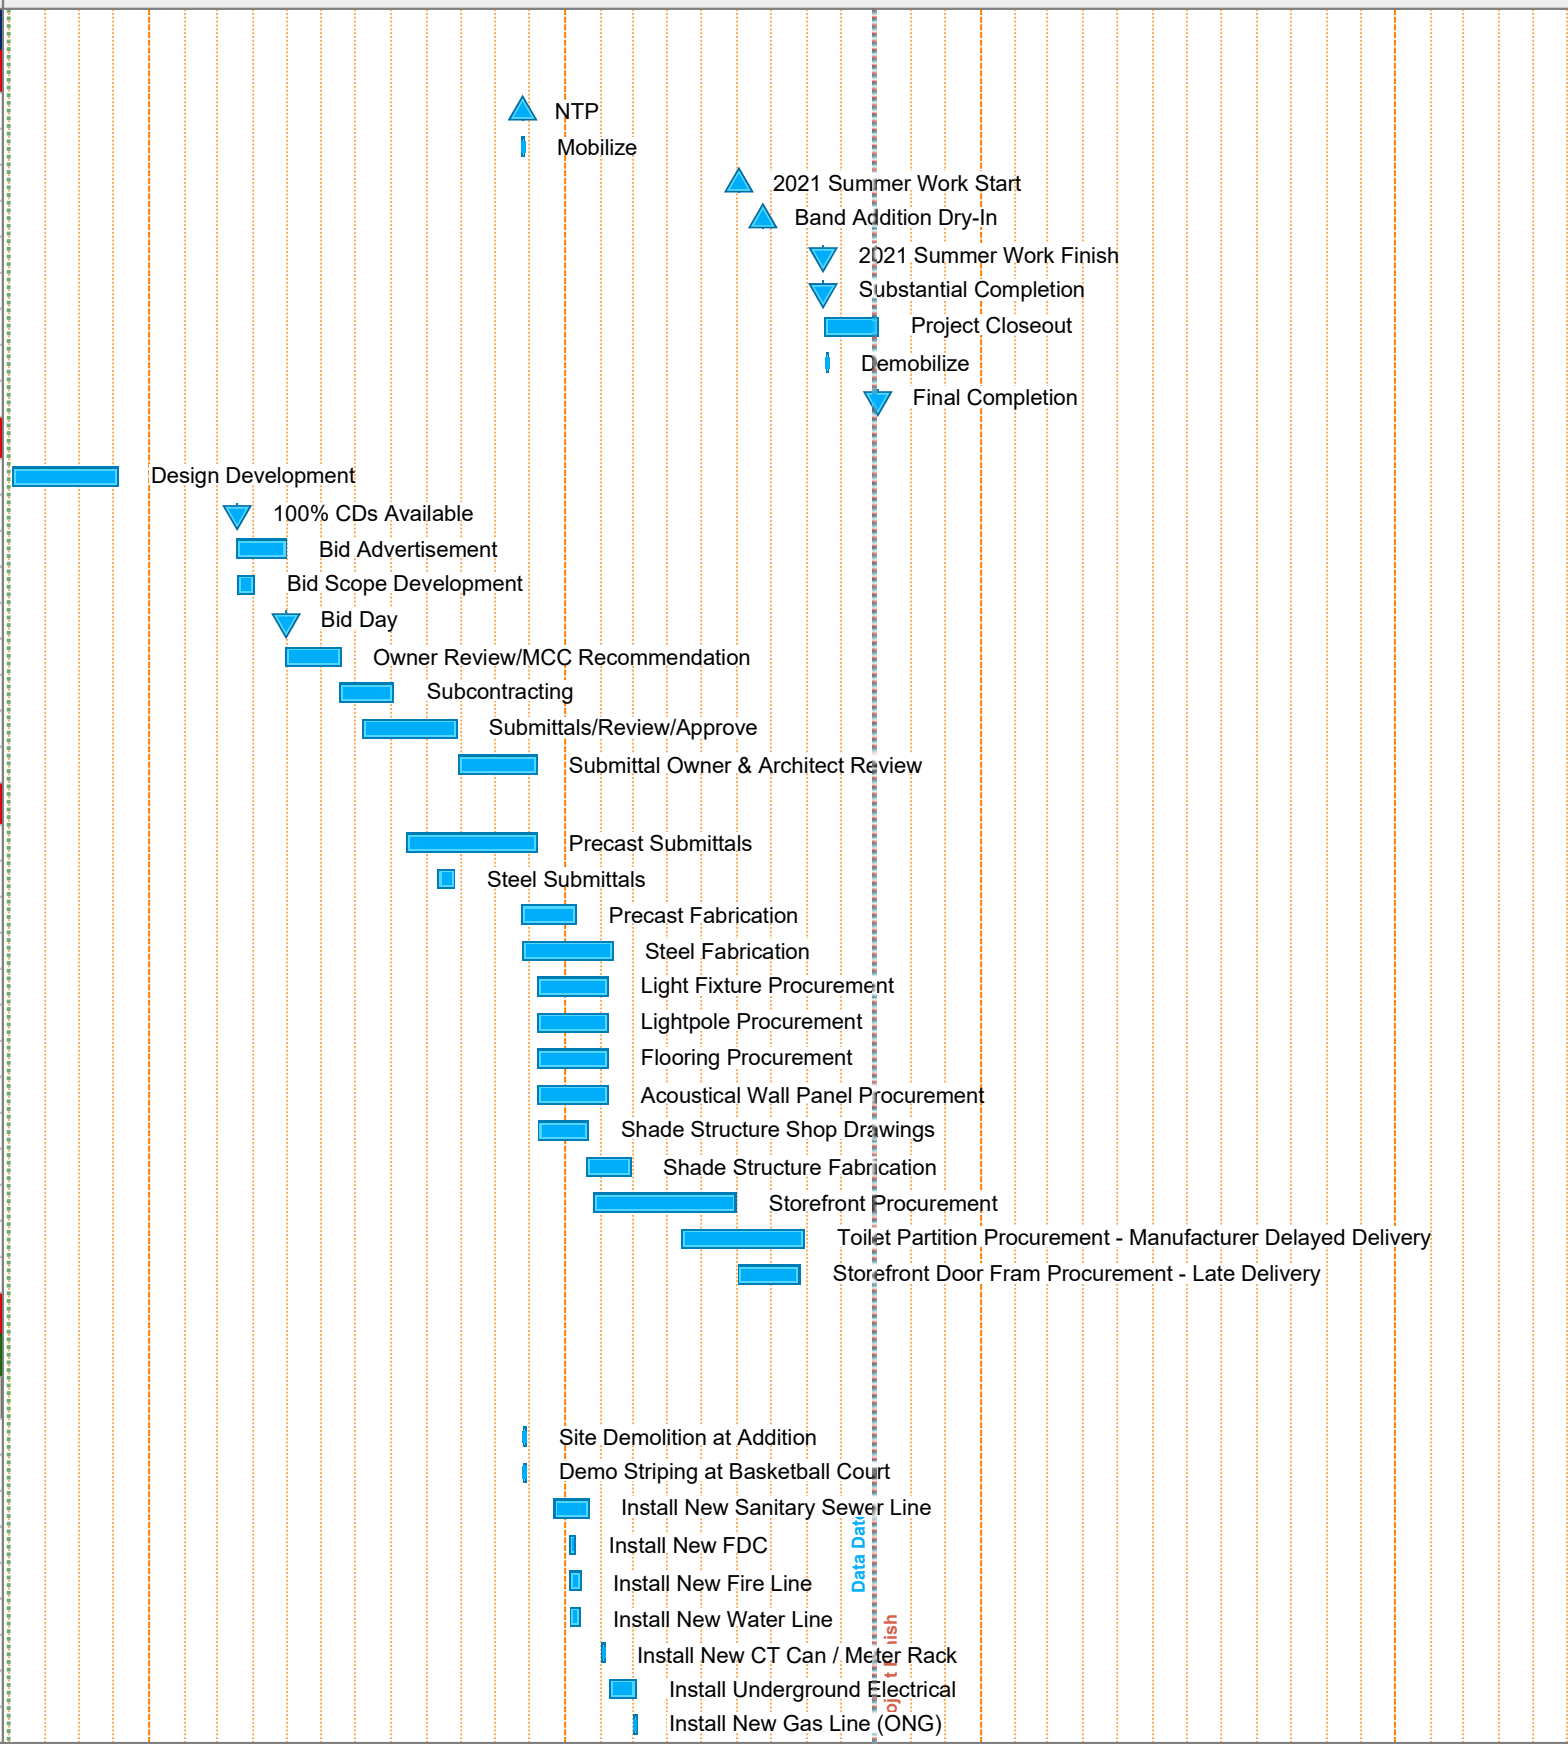 NTP
Mobilize
2021 Summer Work Start
Band Addition Dry-In
2021 Summer Work Finish
Substantial Completion
Project Closeout
Demobilize
Final Completion
Design Development
100% CDs Available
Bid Advertisement
Bid Scope Development
Bid Day
Owner Review/MCC Recommendation
Subcontracting
Submittals/Review/Approve
Submittal Owner & Architect Review
Precast Submittals
Steel Submittals
Precast Fabrication
Steel Fabrication
Light Fixture Procurement
Lightpole Procurement
Flooring Procurement
Acoustical Wall Panel Procurement
Shade Structure Shop Drawings
Shade Structure Fabrication
Storefront Procurement
Toilet Partition Procurement - Manufacturer Delayed Delivery
Storefront Door Fram Procurement - Late Delivery
Site Demolition at Addition
Demo Striping at Basketball Court
Install New Sanitary Sewer Line
Install New FDC
Install New Fire Line
Install New Water Line
Install New CT Can / Meter Rack
Install Underground Electrical
Install New Gas Line (ONG)
Data Date